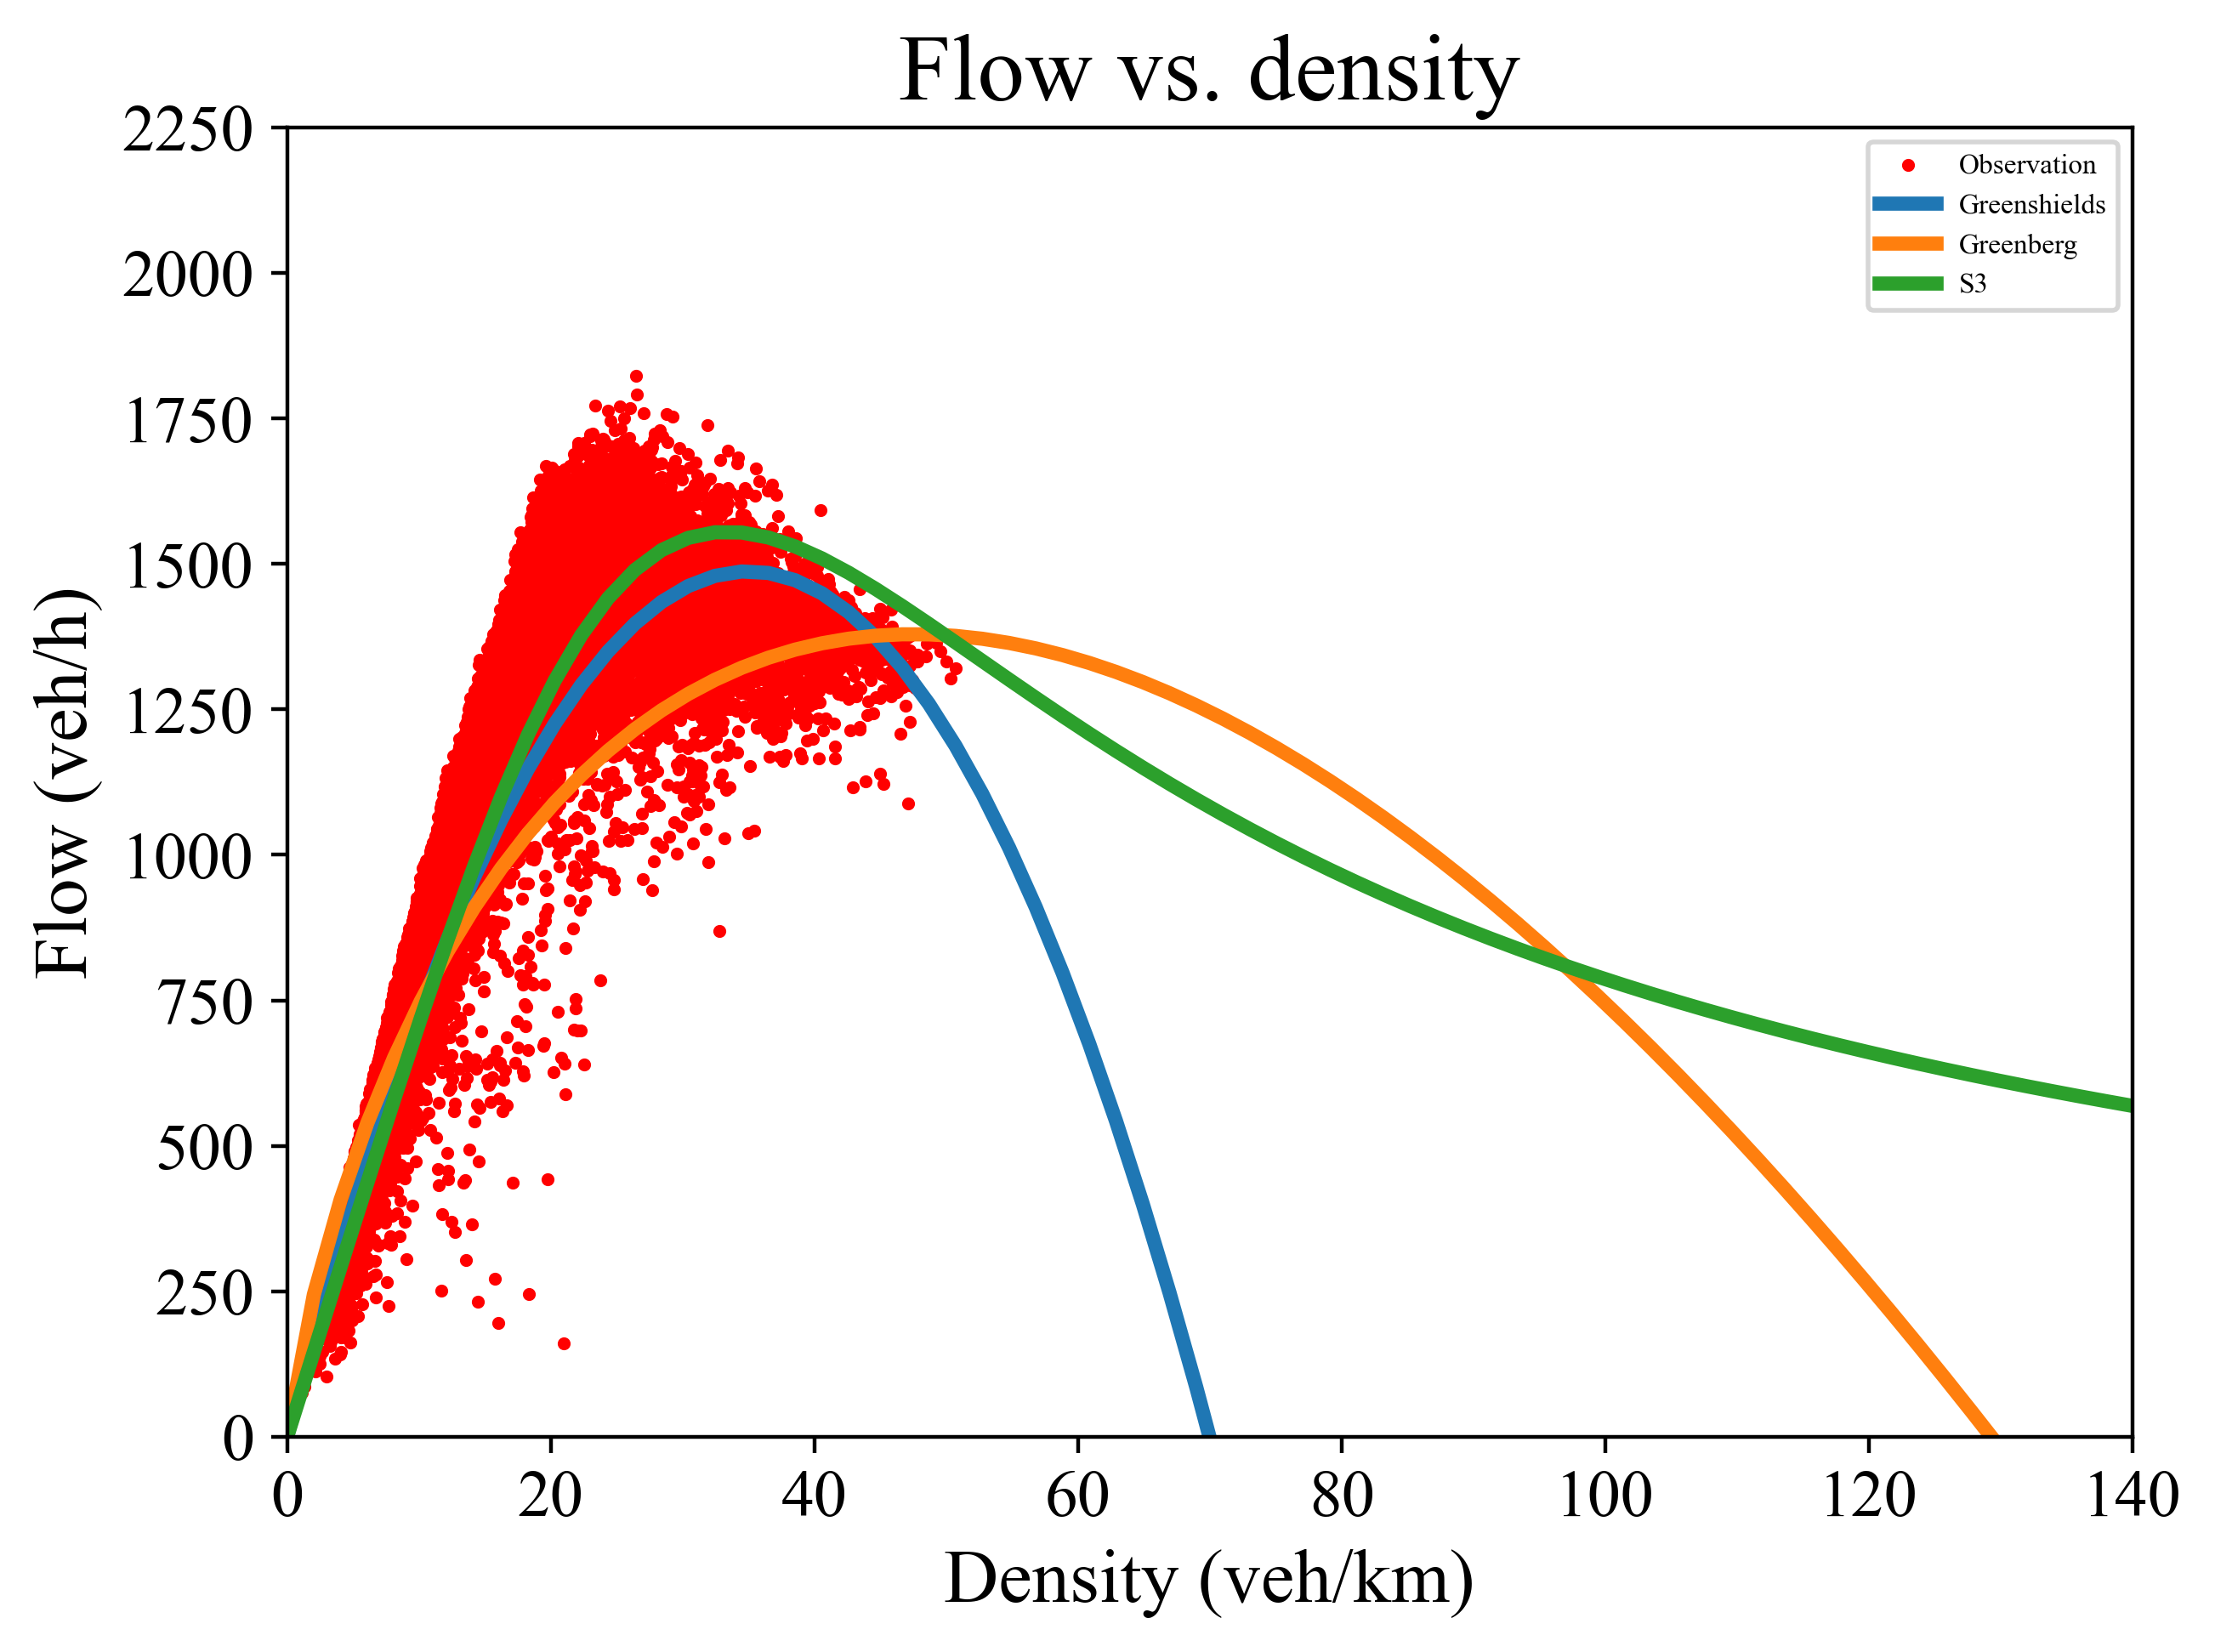 Flow vs. density
2250
2000
1750
1500
1250
1000
750
500
250
0
Flow (veh/h)
Observation
Greenshields
Greenberg
S3
0 20 40 60 80 100 120 140
Density (veh/km)